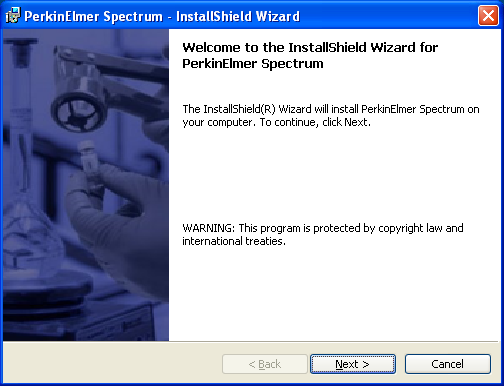 PerkinElmer Spectrum - InstallShield Wizard
Welcome to the InstallShield Wizard for
PerkinElmer Spectrum
The InstallShield(R) Wizard will install PerkinElmer Spectrum on
your computer. To continue, click Next.
WARNING: This program is protected by copyright law and
international treaties.
< Back Next > Cancel